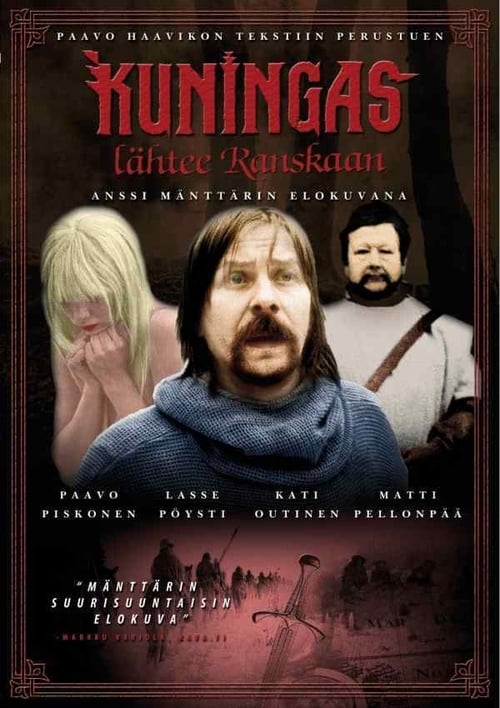 PAAVO HAAVIKON TEKSTIIN PERUSTUEN
KUNINGAS
lähtee Ranskaan
ANSSI MÄNTTÄRIN ELOKUVANA
PAAVO PISKONEN
LASSE PÖYSTI
KATI OUTINEN
MATTI PELLONPÄÄ
"MÄNTTÄRIN
SUURISUUNTAISIN
ELOKUVA"
MAR